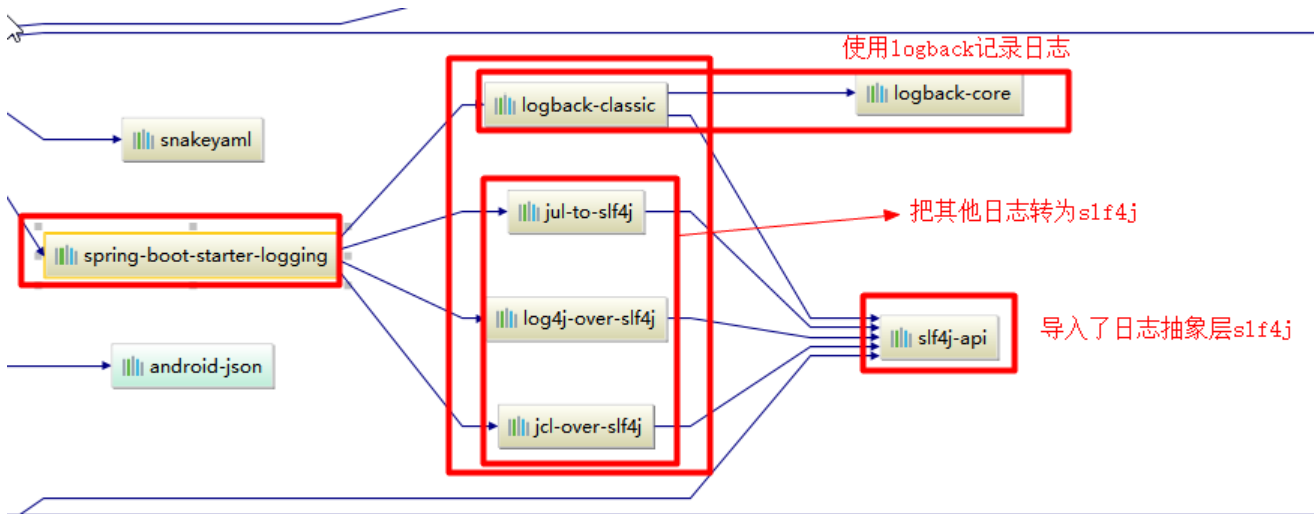 使用logback记录日志
logback-classic
logback-core
snakeyaml
jul-to-slf4j
把其他日志转为slf4j
spring-boot-starter-logging
log4j-over-slf4j
slf4j-api
导入了日志抽象层slf4j
android-json
jcl-over-slf4j